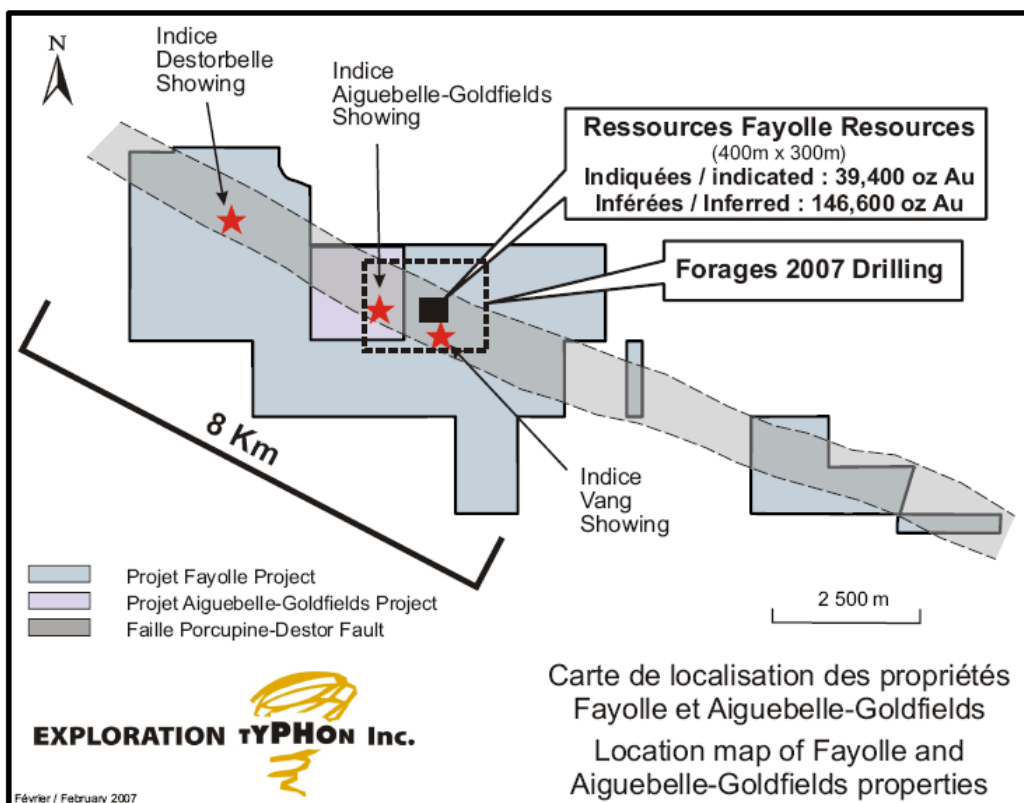 N
Indice
Destorbelle
Showing
Indice
Aiguebelle-Goldfields
Showing
Ressources Fayolle Resources
(400m x 300m)
Indiquées / indicated : 39,400 oz Au
Inférées / Inferred : 146,600 oz Au
Forages 2007 Drilling
8 Km
Indice
Vang
Showing
Projet Fayolle Project
Projet Aiguebelle-Goldfields Project
Faille Porcupine-Destor Fault
2 500 m
EXPLORATION TYPHON Inc.
Carte de localisation des propriétés
Fayolle et Aiguebelle-Goldfields
Location map of Fayolle and
Aiguebelle-Goldfields properties
Février / February 2007